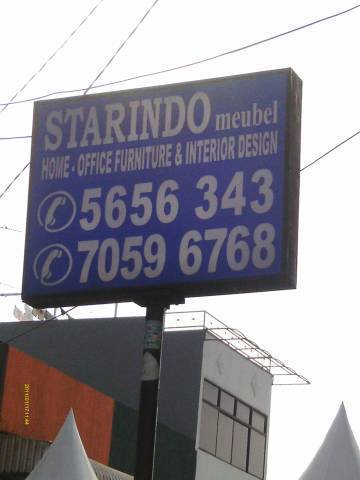 STARINDO meubel
HOME - OFFICE FURNITURE & INTERIOR DESIGN
5656 343
7059 6768